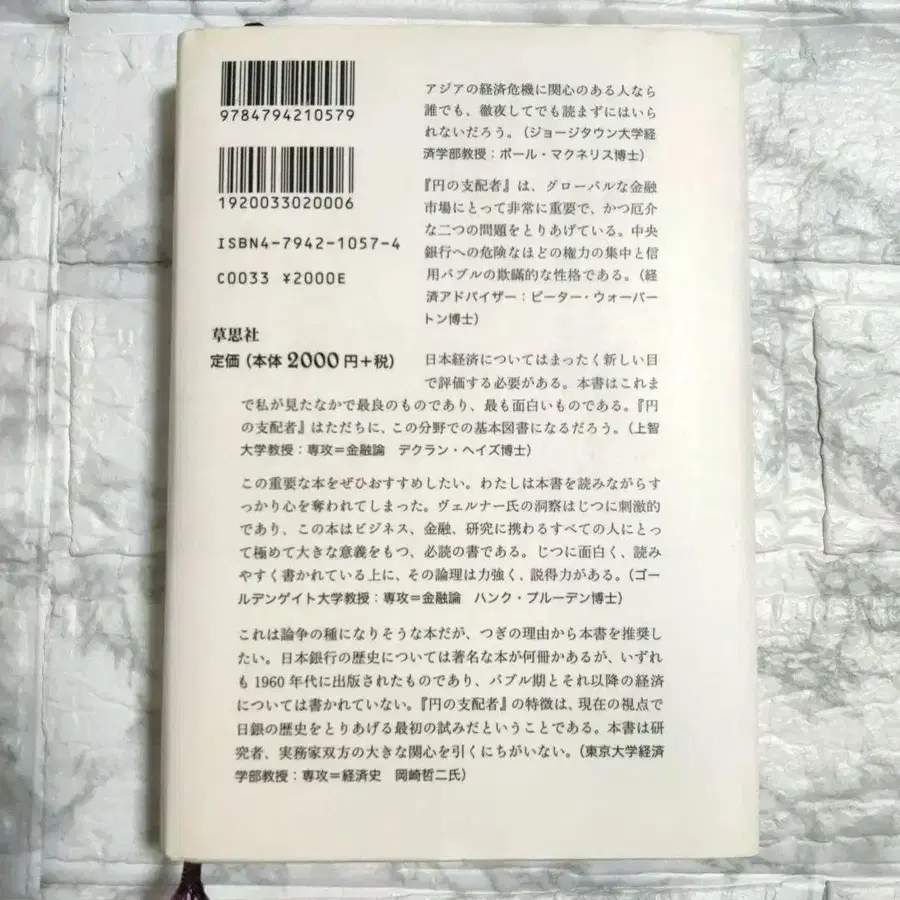 9784794210579
1920033020006
ISBN4-7942-1057-4
C0033 ¥2000E
草思社
定価(本体2000円+税)
アジアの経済危機に関心のある人なら
誰でも、徹夜してでも読まずにはいら
れないだろう。(ジョージタウン大学経
済学部教授:ポール・マクネリス博士)
『円の支配者』は、グローバルな金融
市場にとって非常に重要で、かつ厄介
な二つの問題をとりあげている。中央
銀行への危険なほどの権力の集中と信
用バブルの欺瞞的な性格である。(経
済アドバイザー:ピーター・ウォーバー
トン博士)
日本経済についてはまったく新しい目
で評価する必要がある。本書はこれま
で私が見たなかで最良のものであり、最も面白いものである。『円
の支配者』はただちに、この分野での基本図書になるだろう。(上智
大学教授:専攻=金融論 デクラン・ヘイズ博士)
この重要な本をぜひおすすめしたい。わたしは本書を読みながらす
っかり心を奪われてしまった。ヴェルナー氏の洞察はじつに刺激的
であり、この本はビジネス、金融、研究に携わるすべての人にとっ
て極めて大きな意義をもつ、必読の書である。じつに面白く、読み
やすく書かれている上に、その論理は力強く、説得力がある。(ゴー
ルデンゲイト大学教授:専攻=金融論 ハンク・プルーデン博士)
これは論争の種になりそうな本だが、つぎの理由から本書を推奨し
たい。日本銀行の歴史については著名な本が何冊かあるが、いずれ
も1960年代に出版されたものであり、バブル期とそれ以降の経済
については書かれていない。『円の支配者』の特徴は、現在の視点で
日銀の歴史をとりあげる最初の試みだということである。本書は研
究者、実務家双方の大きな関心を引くにちがいない。(東京大学経済
学部教授:専攻=経済史 岡崎哲二氏)